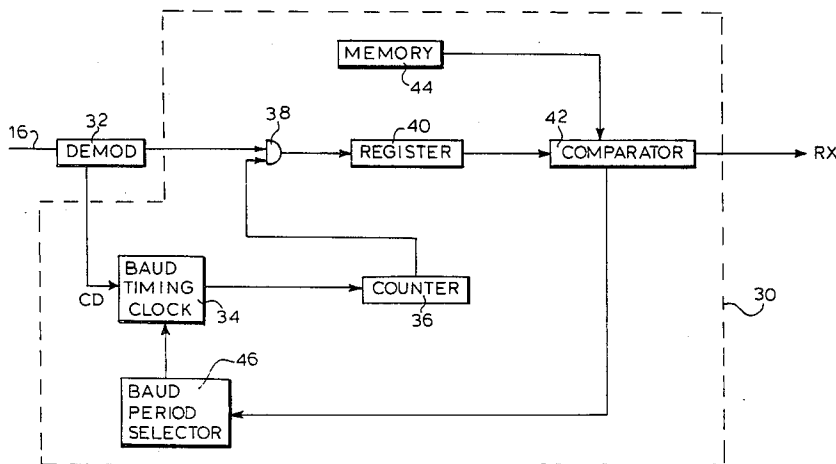 MEMORY
44
38
32
40
42
16
DEMOD
REGISTER
COMPARATOR
RX
BAUD
TIMING
CLOCK
CD
34
COUNTER
36
30
46
BAUD
PERIOD
SELECTOR